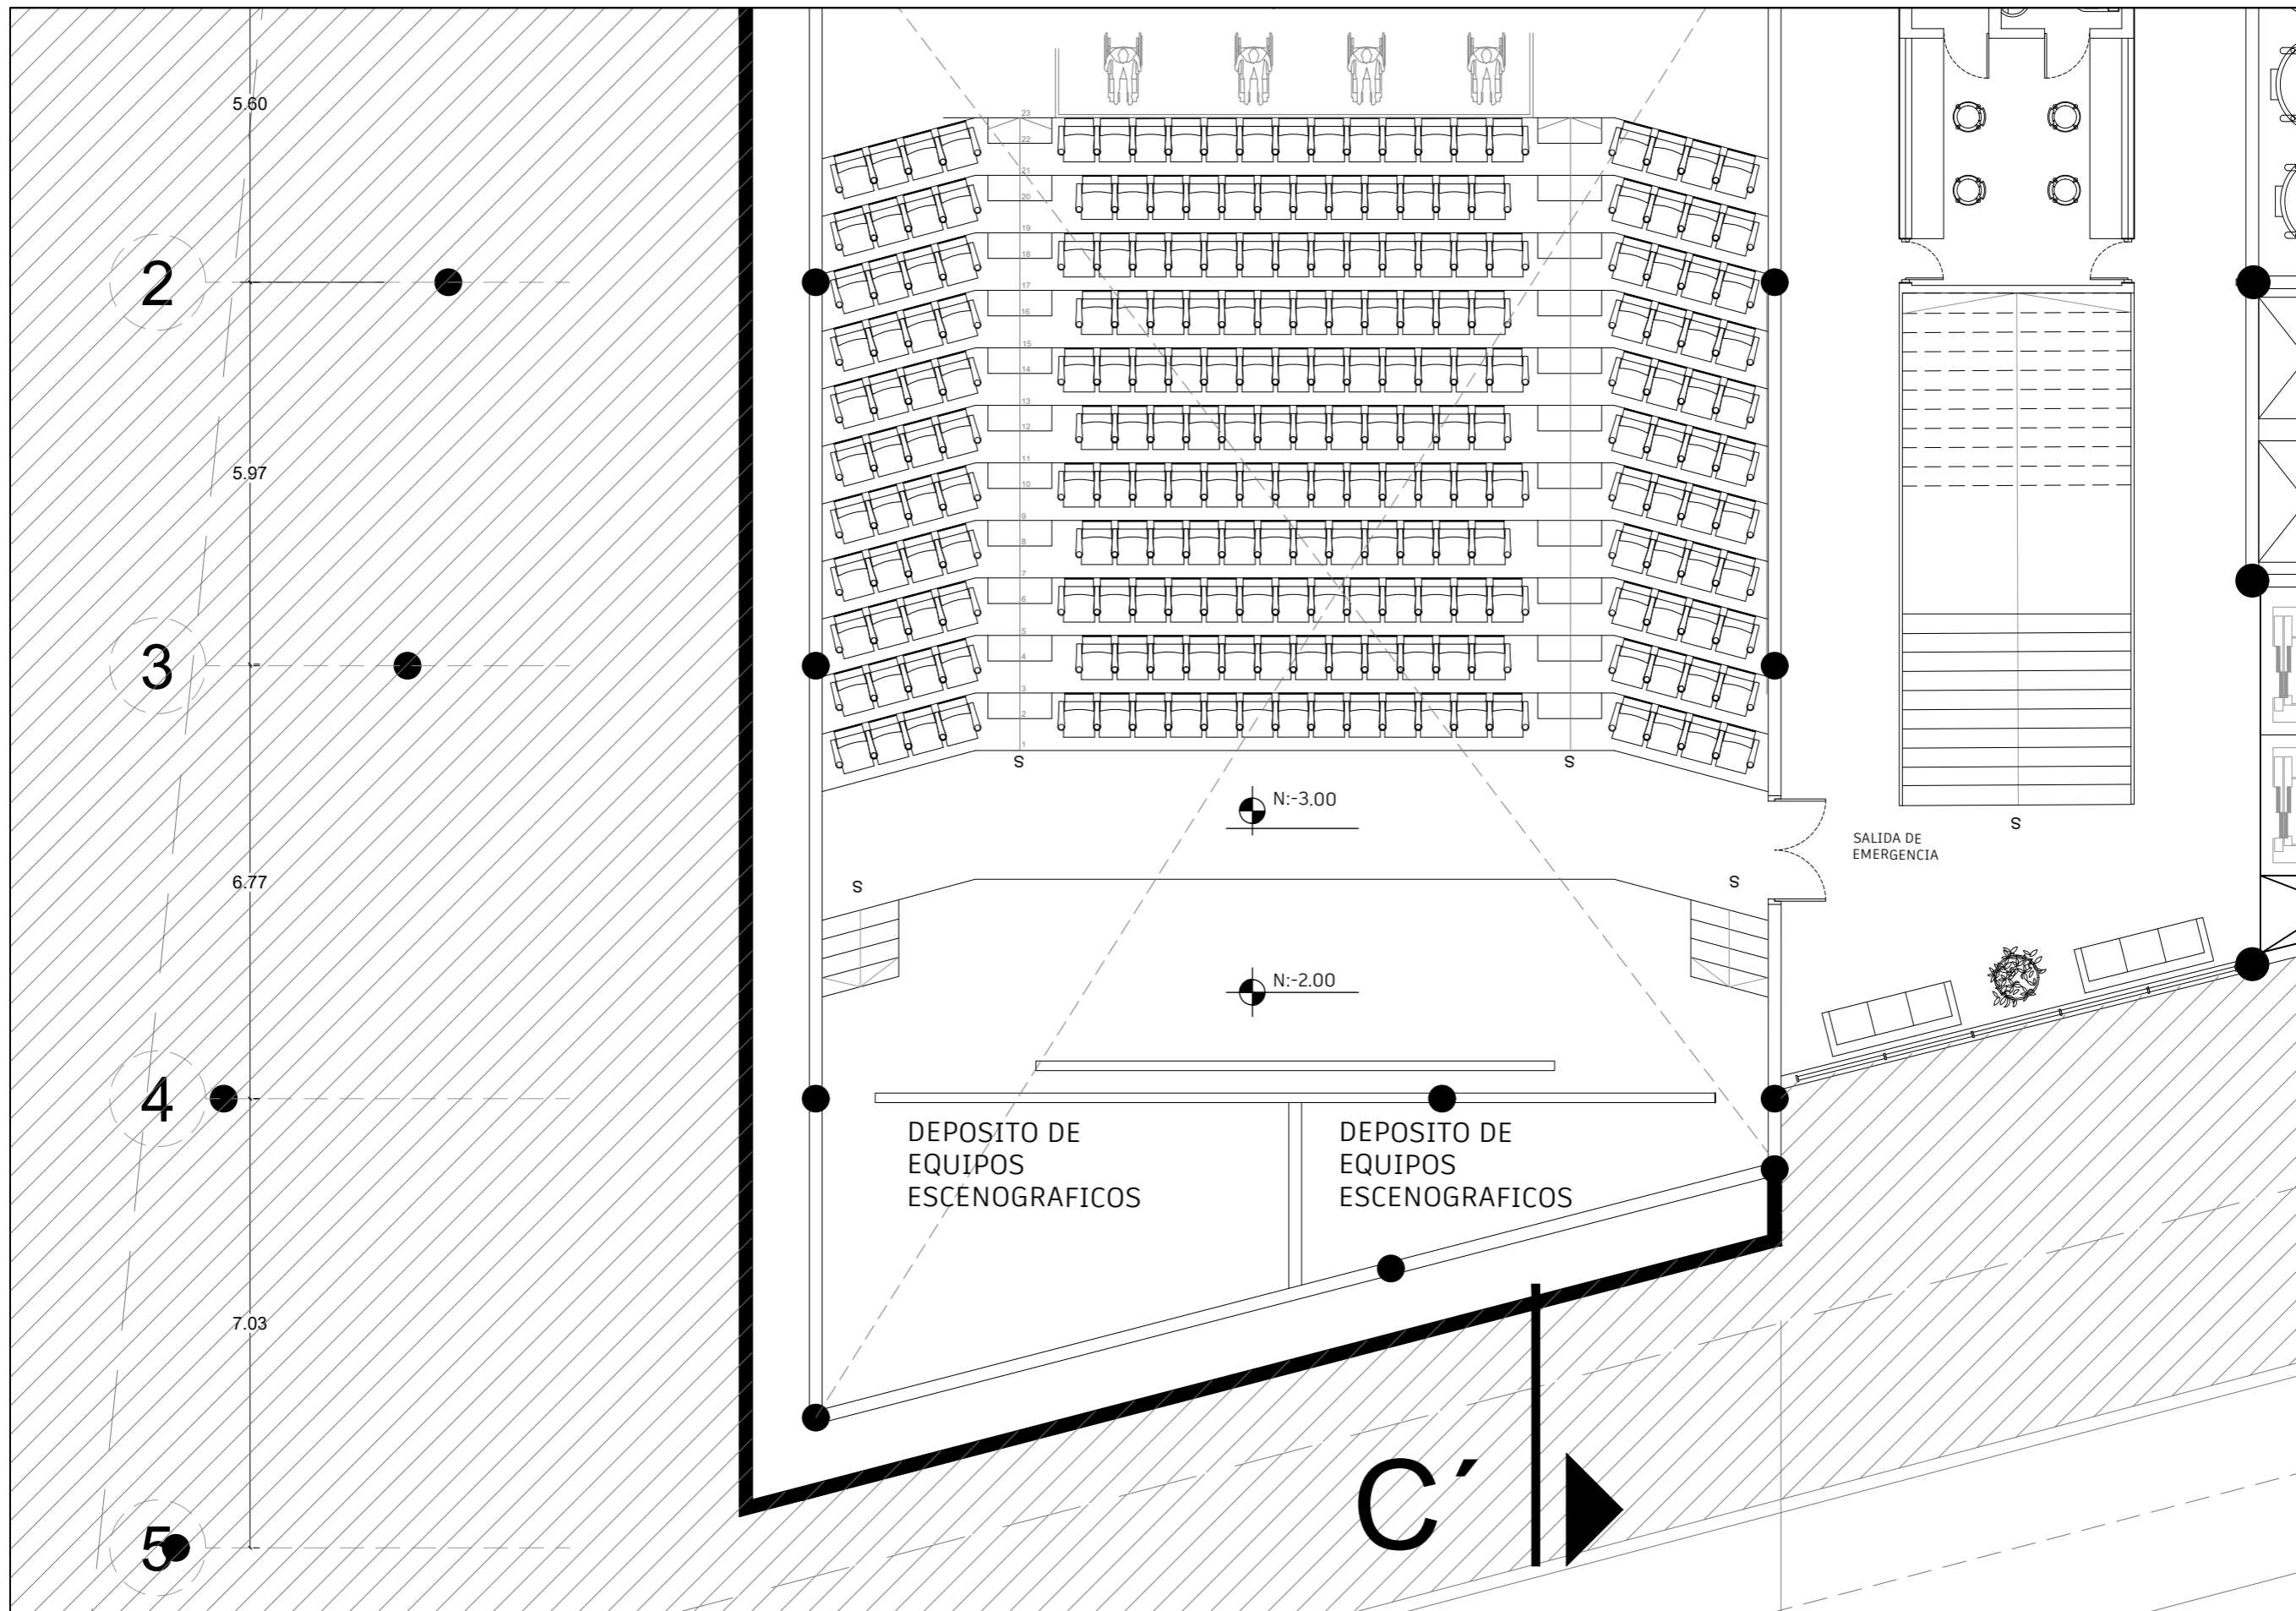 5.60
2
5.97
3
6.77
4
7.03
5
23
22
21
20
19
18
17
16
15
14
13
12
11
10
9
8
7
6
5
4
3
2
1
S
S
N:-3.00
SALIDA DE
EMERGENCIA
S
S
S
N:-2.00
DEPOSITO DE
EQUIPOS
ESCENOGRAFICOS
DEPOSITO DE
EQUIPOS
ESCENOGRAFICOS
C´